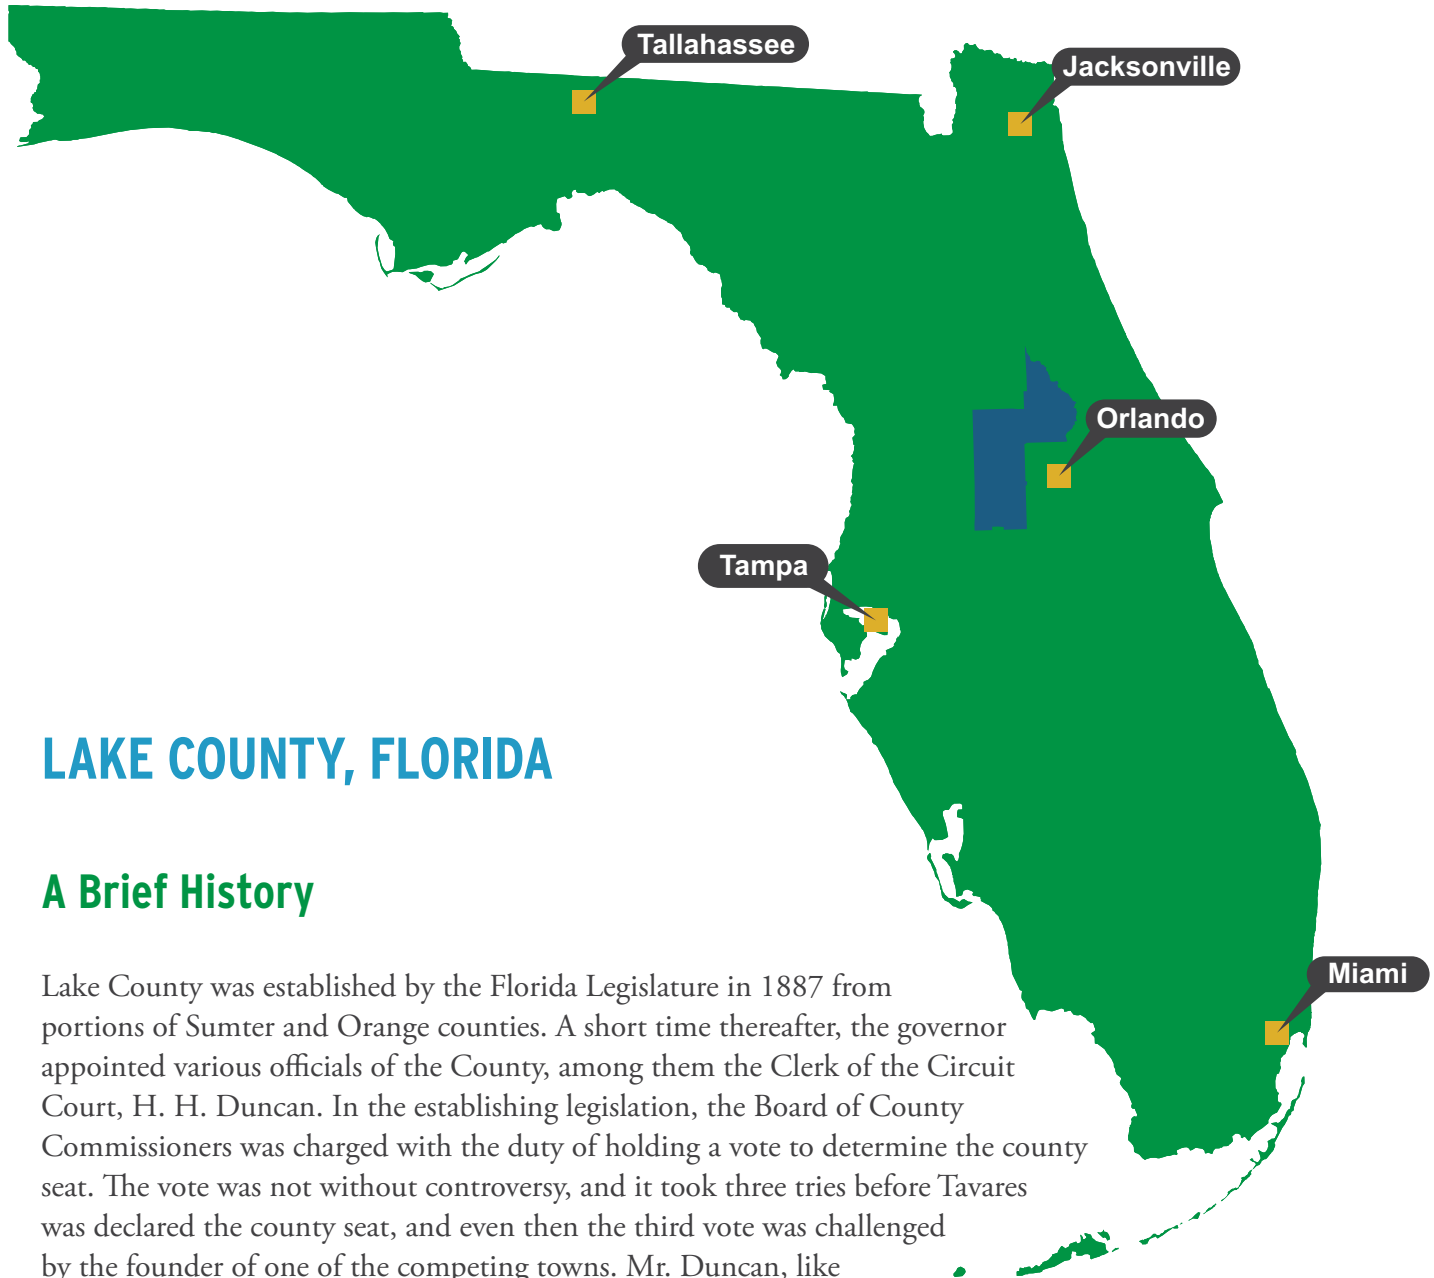 Tallahassee
Jacksonville
Orlando
Tampa
LAKE COUNTY, FLORIDA
A Brief History
Miami
Lake County was established by the Florida Legislature in 1887 from
portions of Sumter and Orange counties. A short time thereafter, the governor
appointed various officials of the County, among them the Clerk of the Circuit
Court, H. H. Duncan. In the establishing legislation, the Board of County
Commissioners was charged with the duty of holding a vote to determine the county
seat. The vote was not without controversy, and it took three tries before Tavares
was declared the county seat, and even then the third vote was challenged
by the founder of one of the competing towns. Mr. Duncan, like